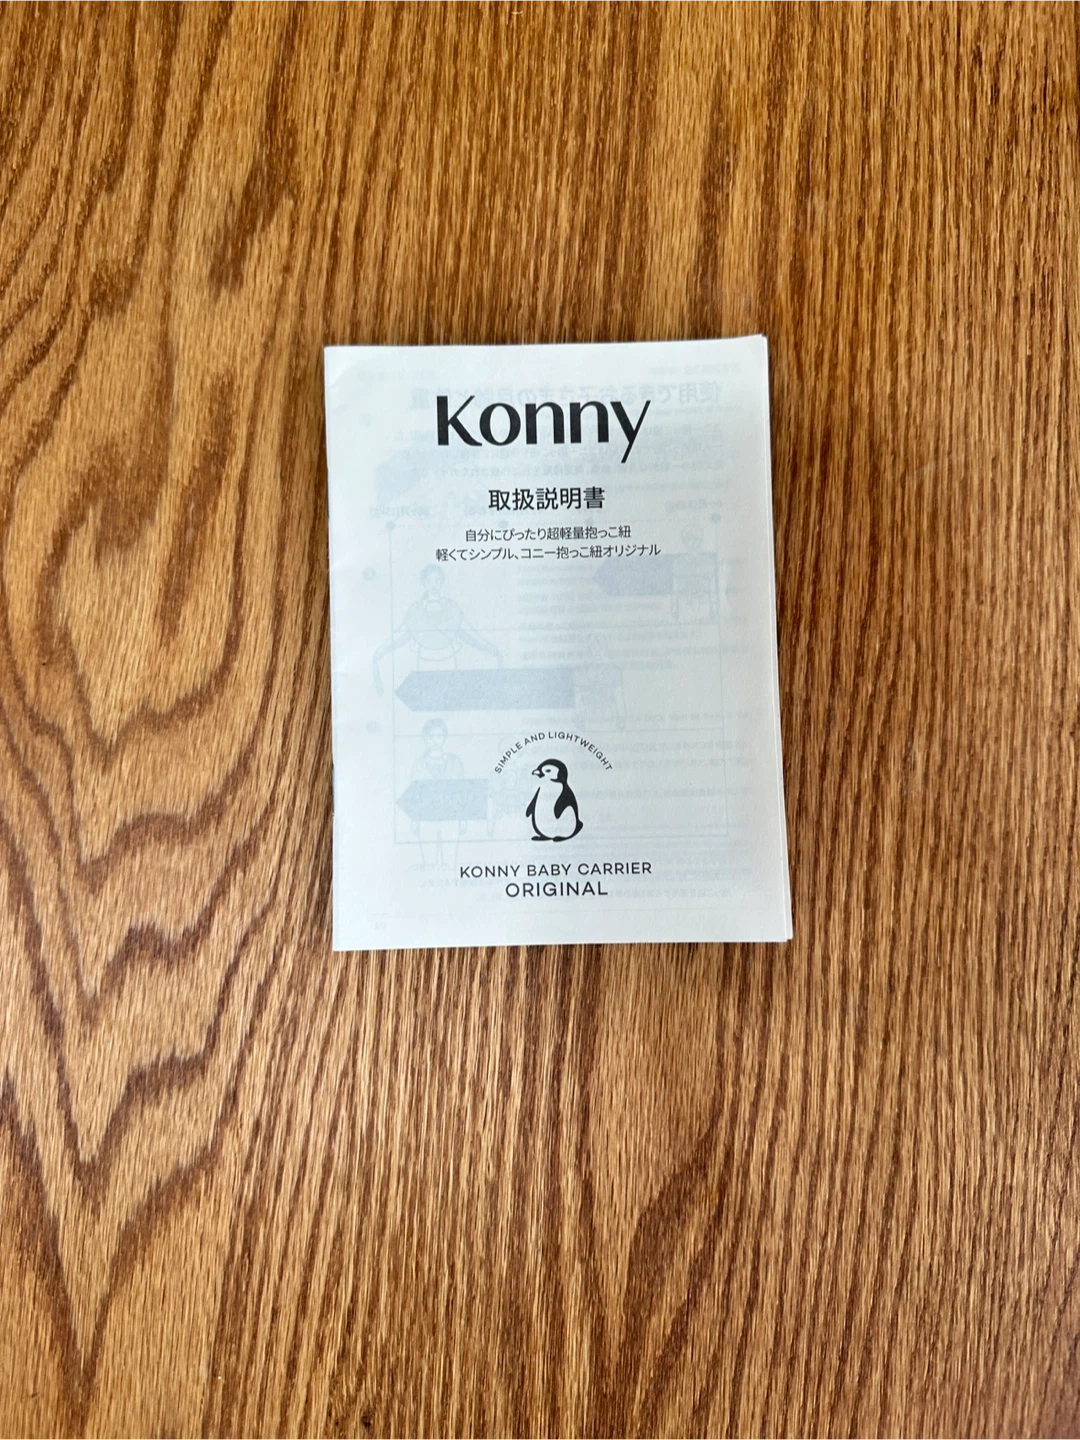 Konny
取扱説明書
自分にぴったり超軽量抱っこ紐
軽くてシンプル、コニー抱っこ紐オリジナル
SIMPLE AND LIGHTWEIGHT
KONNY BABY CARRIER
ORIGINAL